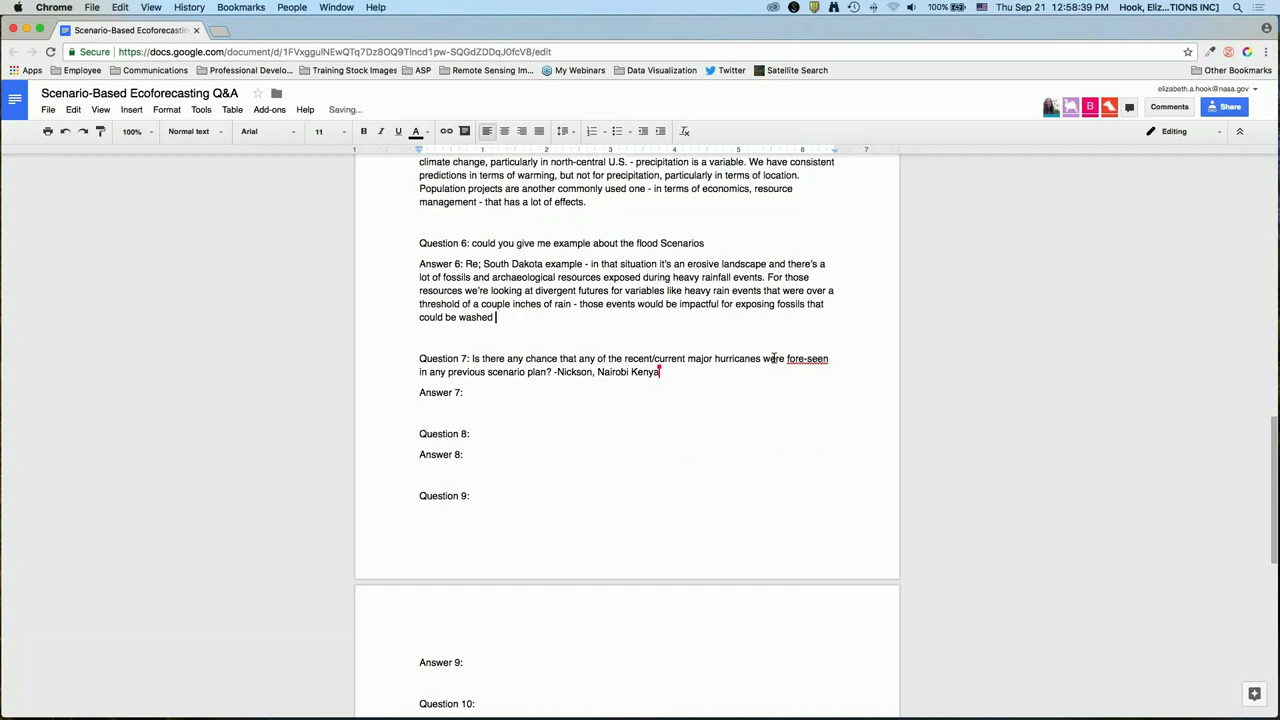 Chrome File Edit View History Bookmarks People Window Help 100% Thu Sep 21 12:58:39 PM Hook, Eliz...TIONS INC]
Scenario-Based Ecoforecastin
Secure https://docs.google.com/document/d/
Apps Employee Communications Professional Develo... Training Stock Images ASP Remote Sensing Im... My Webinars Data Visualization Twitter Satellite Search Other Bookmarks
Scenario-Based Ecoforecasting Q&A
elizabeth.a.hook@nasa.gov
File Edit View Insert Format Tools Table Add-ons Help Saving...
B Comments Share
100% Normal text Arial 11 B I U A Editing
1 1 2 3 4 5 6 7
climate change, particularly in north-central U.S. - precipitation is a variable. We have consistent
predictions in terms of warming, but not for precipitation, particularly in terms of location.
Population projects are another commonly used one - in terms of economics, resource
management - that has a lot of effects.
Question 6: could you give me example about the flood Scenarios
Answer 6: Re; South Dakota example - in that situation it's an erosive landscape and there's a
lot of fossils and archaeological resources exposed during heavy rainfall events. For those
resources we're looking at divergent futures for variables like heavy rain events that were over a
threshold of a couple inches of rain - those events would be impactful for exposing fossils that
could be washed
Question 7: Is there any chance that any of the recent/current major hurricanes were fore-seen
in any previous scenario plan? -Nickson, Nairobi Kenya
Answer 7:
Question 8:
Answer 8:
Question 9:
Answer 9:
Question 10: